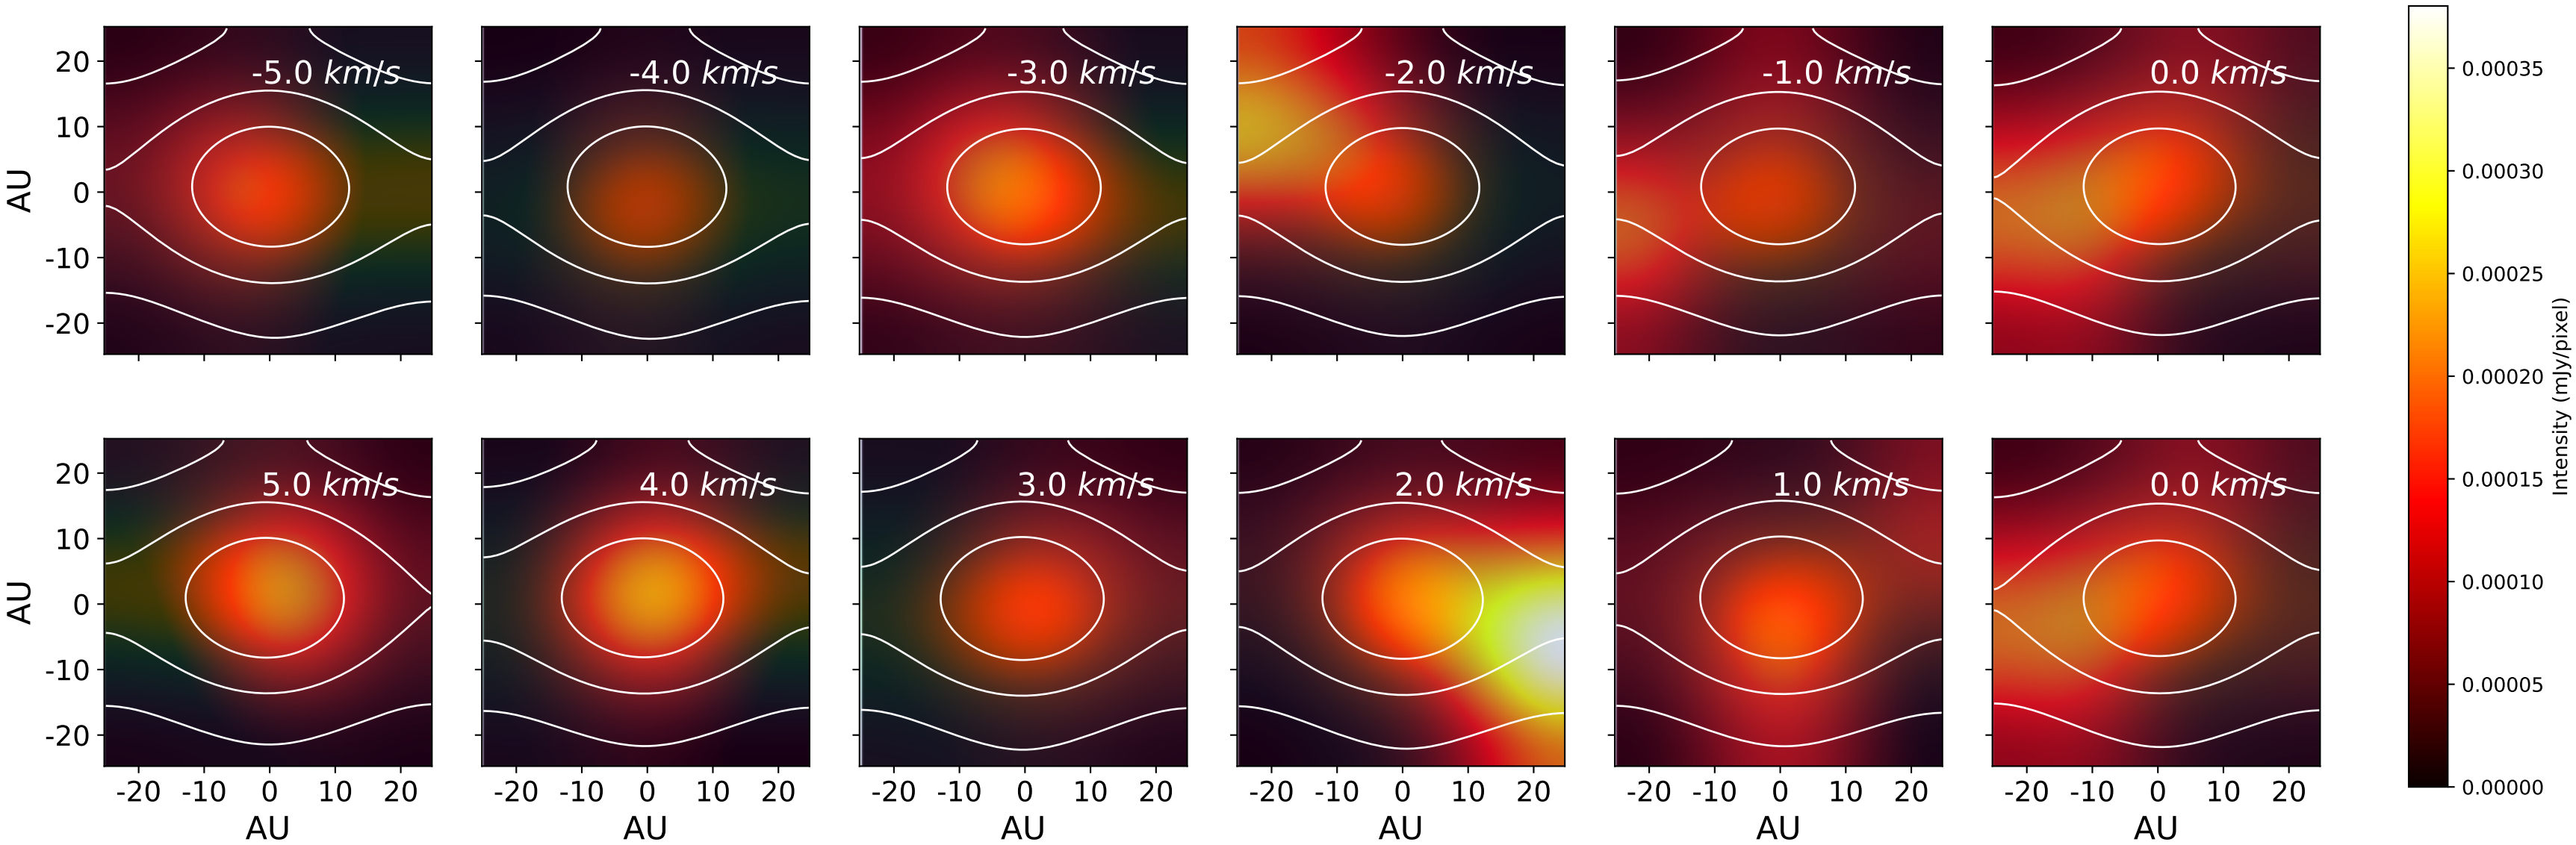 -5.0 km/s
-4.0 km/s
-3.0 km/s
-2.0 km/s
-1.0 km/s
0.0 km/s
20
10
0
-10
-20
AU
5.0 km/s
4.0 km/s
3.0 km/s
2.0 km/s
1.0 km/s
0.0 km/s
20
10
0
-10
-20
AU
-20 -10 0 10 20
-20 -10 0 10 20
-20 -10 0 10 20
-20 -10 0 10 20
-20 -10 0 10 20
-20 -10 0 10 20
AU
AU
AU
AU
AU
AU
0.00035
0.00030
0.00025
0.00020
0.00015
0.00010
0.00005
0.00000
Intensity (mJy/pixel)